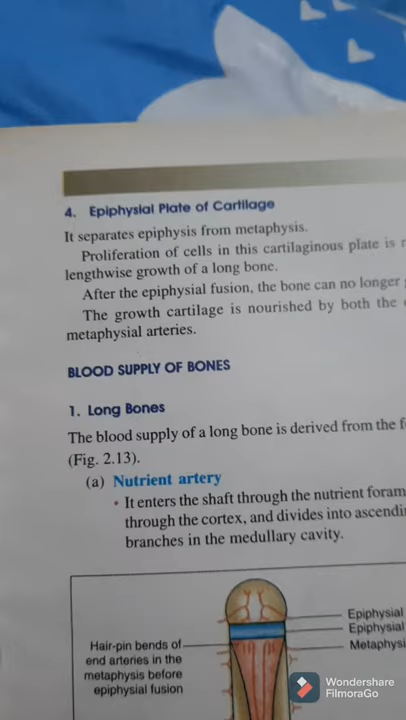 4. Epiphysial Plate of Cartilage
It separates epiphysis from metaphysis.
Proliferation of cells in this cartilaginous plate is
lengthwise growth of a long bone.
After the epiphysial fusion, the bone can no longer
The growth cartilage is nourished by both the
metaphysial arteries.
BLOOD SUPPLY OF BONES
1. Long Bones
The blood supply of a long bone is derived from the
(Fig. 2.13).
(a) Nutrient artery
• It enters the shaft through the nutrient foram
through the cortex, and divides into ascendin
branches in the medullary cavity.
Epiphysial
Epiphysial
Metaphysi
Hair-pin bends of
end arteries in the
metaphysis before
epiphysial fusion
Wondershare
FilmoraGo